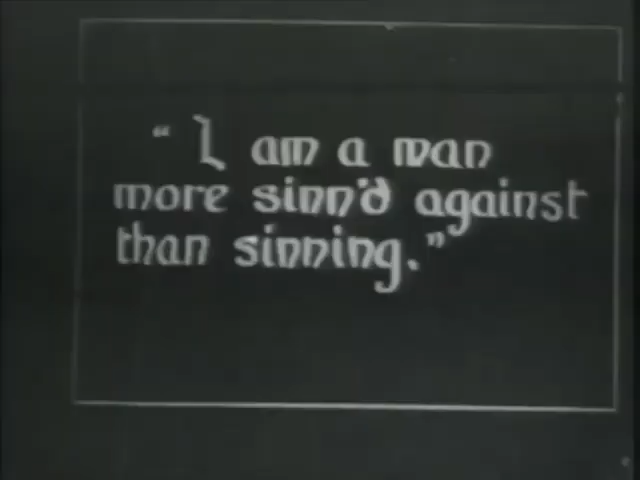 “ I am a man
more sinn'd against
than sinning.”